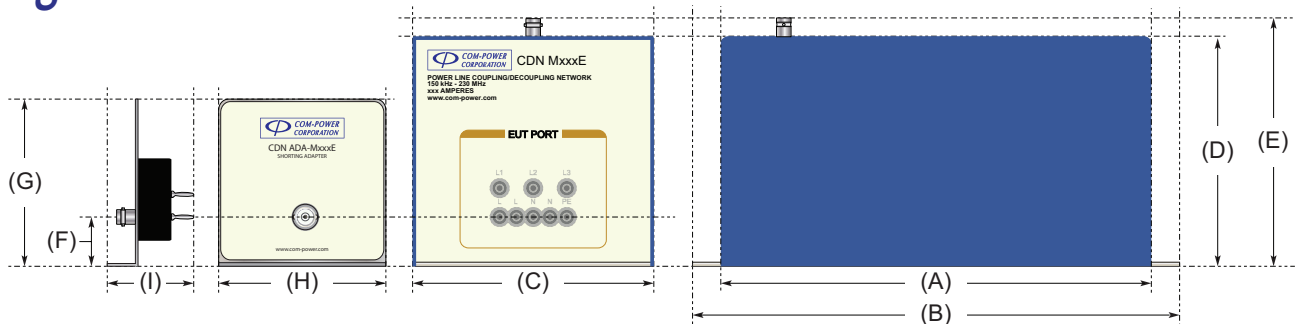 g
COM-POWER
CORPORATION
CDN MxxxE
POWER LINE COUPLING/DECOUPLING NETWORK
150 kHz - 230 MHz
xxx AMPERES
www.com-power.com
EUT PORT
L1 L2 L3
L L N N PE
COM-POWER
CORPORATION
CDN ADA-MxxxE
SHORTING ADAPTER
www.com-power.com
(G)
(F)
(I)
(H)
(C)
(A)
(B)
(D)
(E)